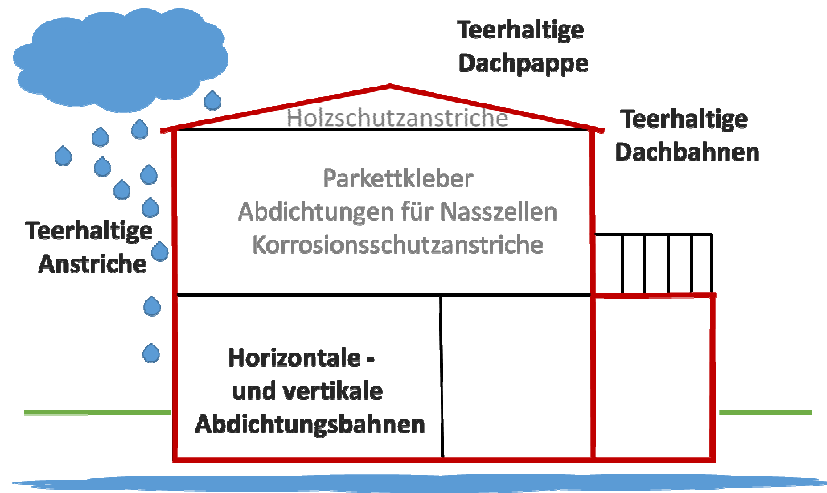 Teerhaltige
Dachpappe
Holzschutzanstriche
Teerhaltige
Dachbahnen
Parkettkleber
Abdichtungen für Nasszellen
Korrosionsschutzanstriche
Teerhaltige
Anstriche
Horizontale -
und vertikale
Abdichtungsbahnen